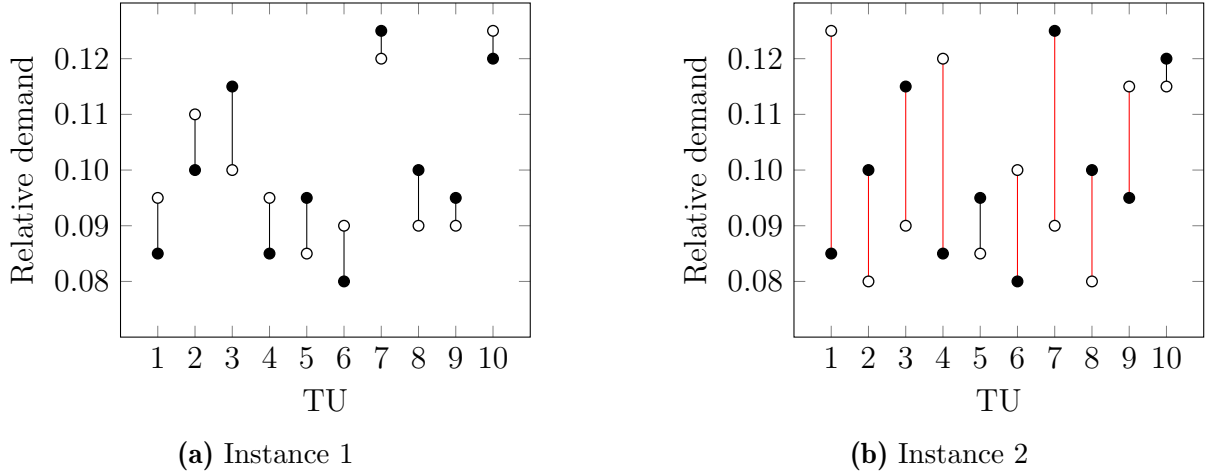 Relative demand
0.12
0.11
0.10
0.09
0.08
1 2 3 4 5 6 7 8 9 10
TU
(a) Instance 1
Relative demand
0.12
0.11
0.10
0.09
0.08
1 2 3 4 5 6 7 8 9 10
TU
(b) Instance 2